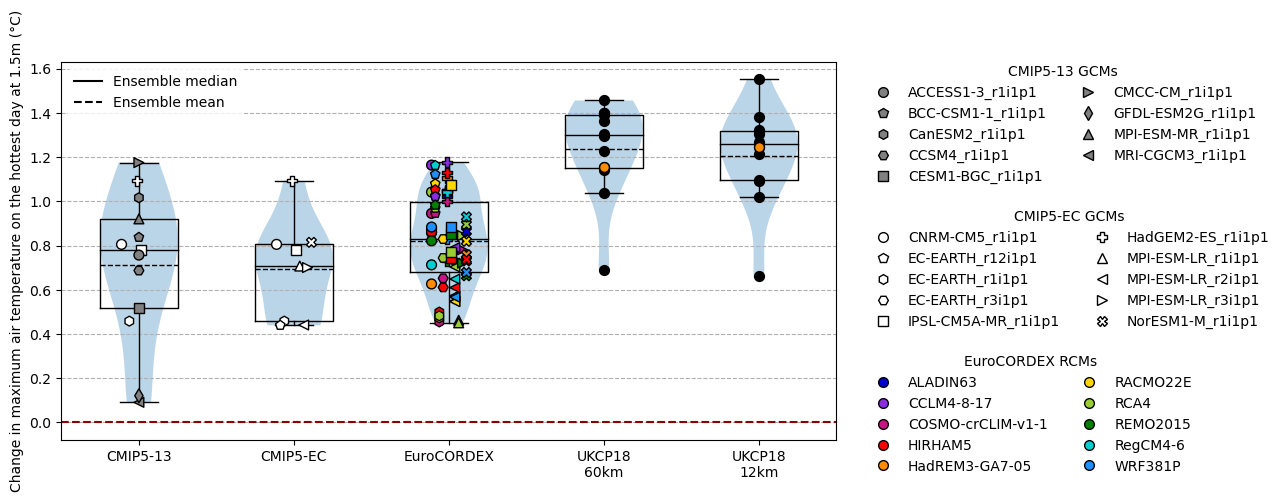 Change in maximum air temperature on the hottest day at 1.5m (°C)
Ensemble median
Ensemble mean
1.6
1.4
1.2
1.0
0.8
0.6
0.4
0.2
0.0
CMIP5-13
CMIP5-EC
EuroCORDEX
UKCP18
60km
UKCP18
12km
CMIP5-13 GCMs
ACCESS1-3_r1i1p1
BCC-CSM1-1_r1i1p1
CanESM2_r1i1p1
CCSM4_r1i1p1
CESM1-BGC_r1i1p1
CMCC-CM_r1i1p1
GFDL-ESM2G_r1i1p1
MPI-ESM-MR_r1i1p1
MRI-CGCM3_r1i1p1
CMIP5-EC GCMs
CNRM-CM5_r1i1p1
EC-EARTH_r12i1p1
EC-EARTH_r1i1p1
EC-EARTH_r3i1p1
IPSL-CM5A-MR_r1i1p1
HadGEM2-ES_r1i1p1
MPI-ESM-LR_r1i1p1
MPI-ESM-LR_r2i1p1
MPI-ESM-LR_r3i1p1
NorESM1-M_r1i1p1
EuroCORDEX RCMs
ALADIN63
CCLM4-8-17
COSMO-crCLIM-v1-1
HIRHAM5
HadREM3-GA7-05
RACMO22E
RCA4
REMO2015
RegCM4-6
WRF381P